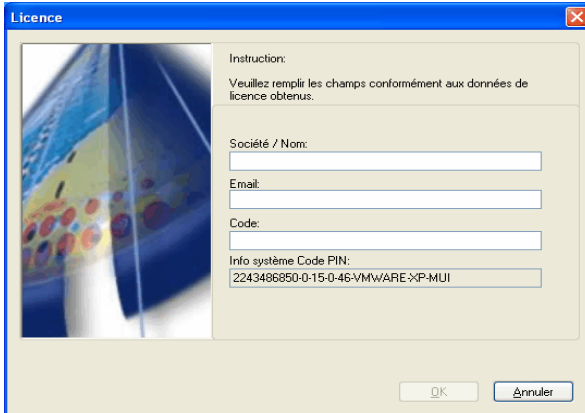 Licence
Instruction:
Veuillez remplir les champs conformément aux données de
licence obtenus.
Société / Nom:
Email:
Code:
Info système Code PIN:
2243486850-0-15-0-46-VMWARE-XP-MUI
OK
Annuler